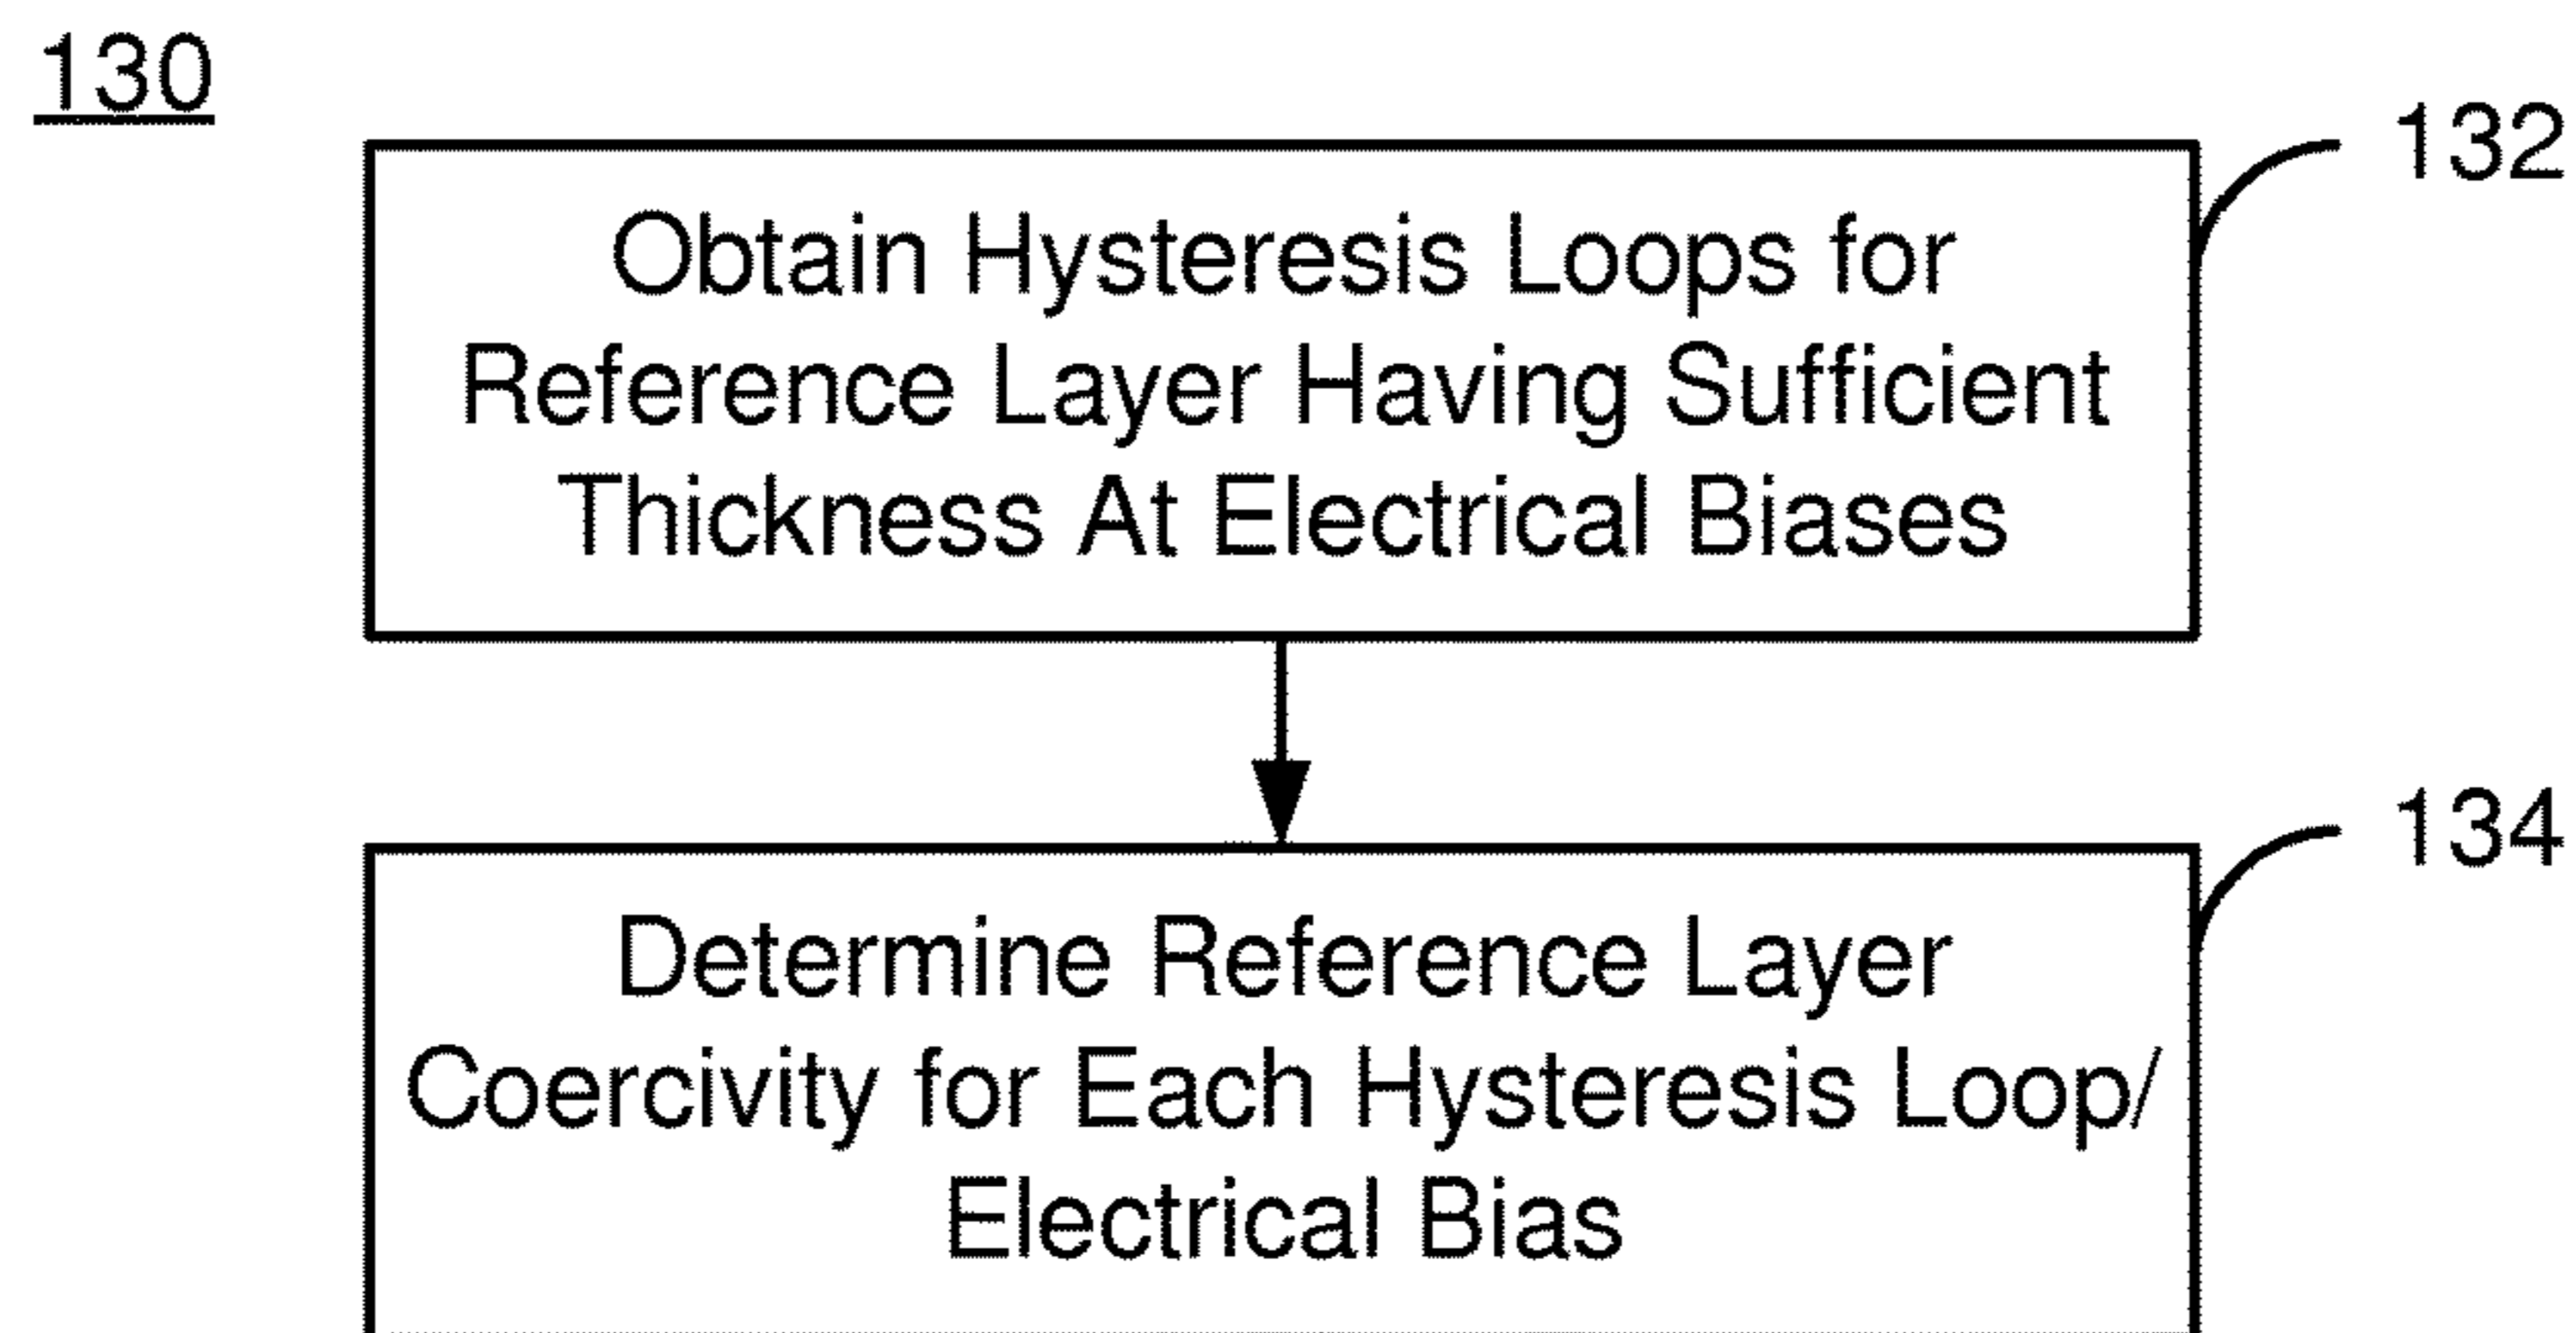 130
132
Obtain Hysteresis Loops for
Reference Layer Having Sufficient
Thickness At Electrical Biases
134
Determine Reference Layer
Coercivity for Each Hysteresis Loop/
Electrical Bias